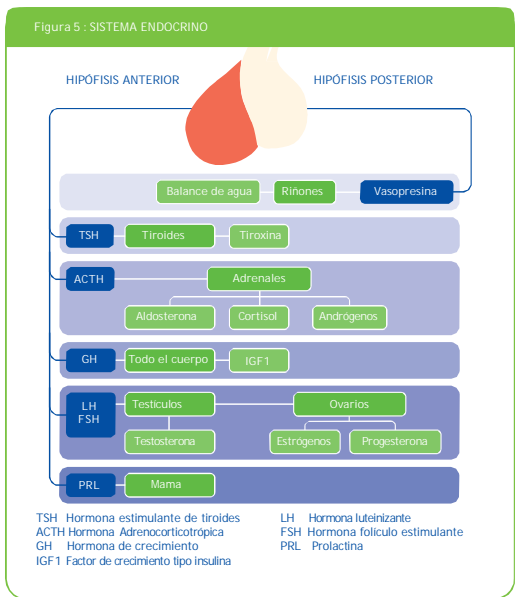 Figura 5 : SISTEMA ENDOCRINO
HIPÓFISIS ANTERIOR
HIPÓFISIS POSTERIOR
Balance de agua
Riñones
Vasopresina
TSH
Tiroides
Tiroxina
ACTH
Adrenales
Aldosterona
Cortisol
Andrógenos
GH
Todo el cuerpo
IGF1
LH
FSH
Testículos
Ovarios
Testosterona
Estrógenos
Progesterona
PRL
Mama
TSH Hormona estimulante de tiroides
ACTH Hormona Adrenocorticotrópica
GH Hormona de crecimiento
IGF1 Factor de crecimiento tipo insulina
LH Hormona luteinizante
FSH Hormona folículo estimulante
PRL Prolactina